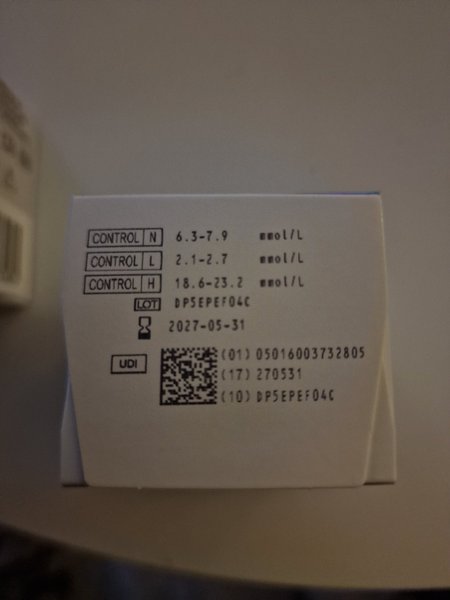 CONTROL N 6.3-7.9 mmol/L
CONTROL L 2.1-2.7 mmol/L
CONTROL H 18.6-23.2 mmol/L
LOT DP5EPEF04C
2027-05-31
UDI
(01) 05016003732805
(17) 270531
(10) DP5EPEF04C